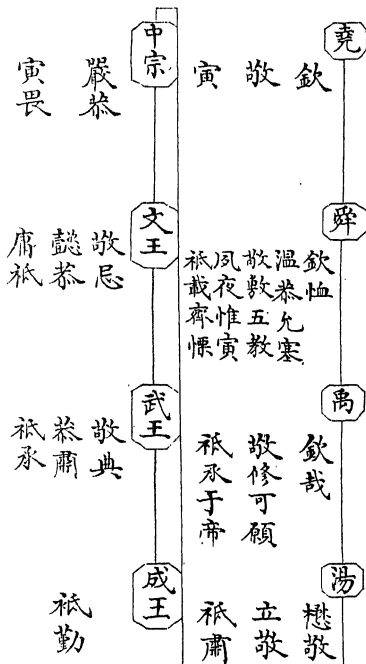 堯
欽
敬
寅
舜
欽恤
溫恭允塞
敬敷五教
夙夜惟寅
祗載齊慄
禹
欽哉
敬修可願
祗承于帝
湯
懋敬
立敬
祗肅
中宗
嚴恭
寅畏
文王
敬忌
懿恭
庸祗
武王
敬典
恭肅
祗承
成王
祗勤